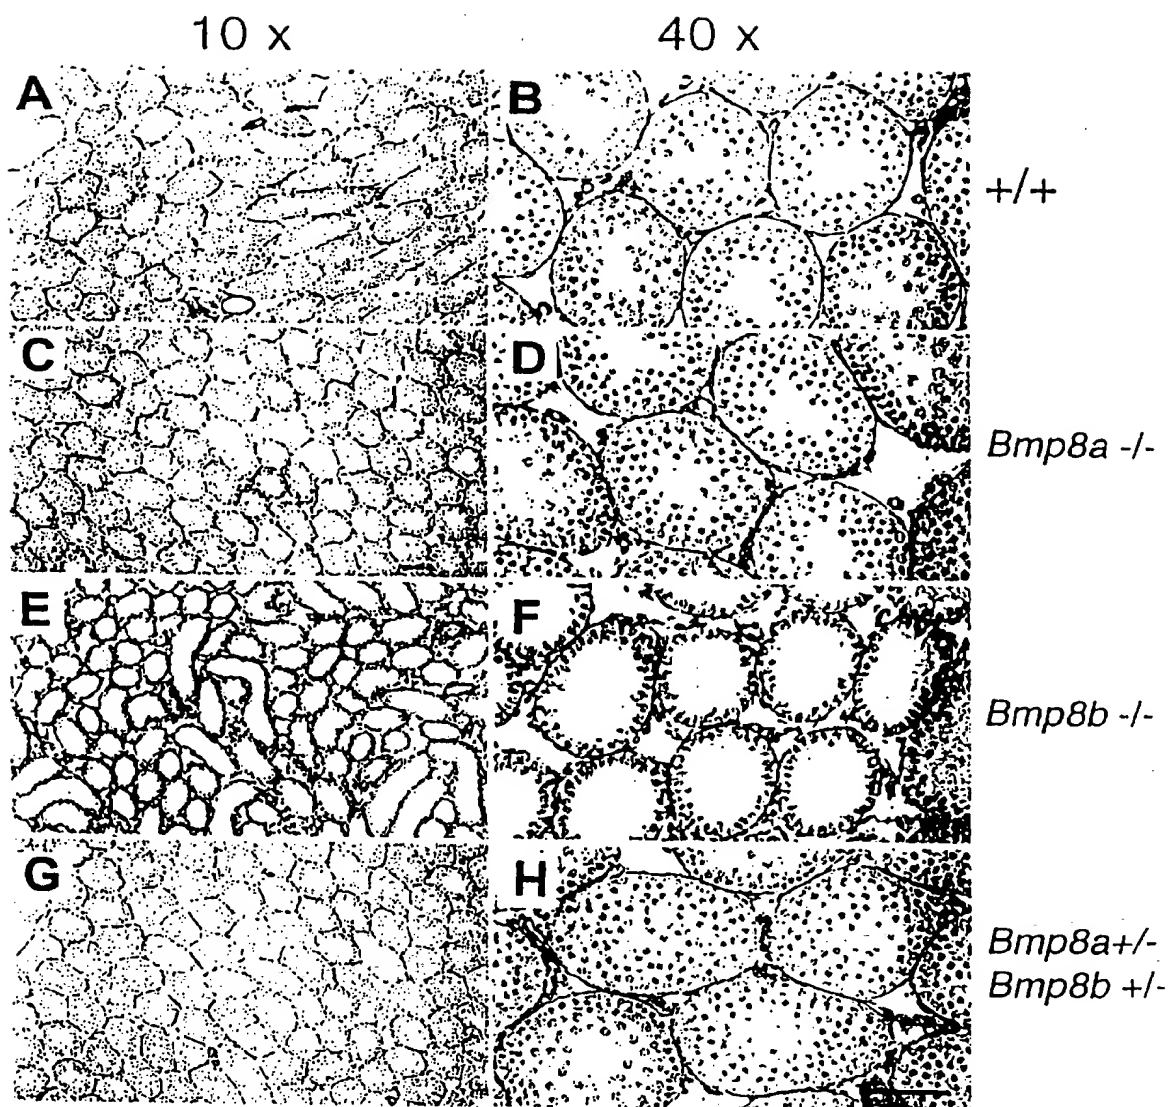 10 x
40 x
A
B
+/+
C
D
Bmp8a -/-
E
F
Bmp8b -/-
G
H
Bmp8a+/-
Bmp8b +/-